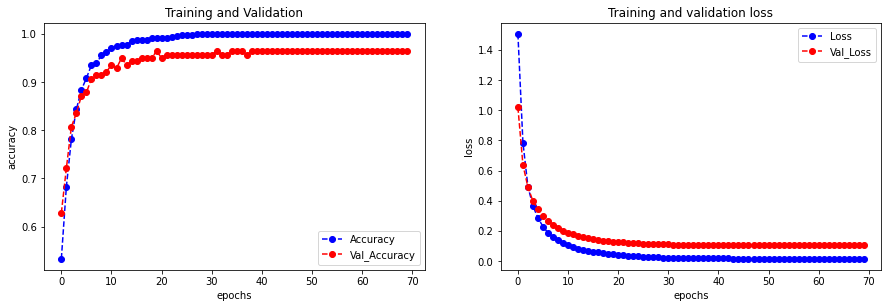 Training and Validation
accuracy
1.0
0.9
0.8
0.7
0.6
0 10 20 30 40 50 60 70
epochs
Accuracy
Val_Accuracy
Training and validation loss
loss
1.4
1.2
1.0
0.8
0.6
0.4
0.2
0.0
0 10 20 30 40 50 60 70
epochs
Loss
Val_Loss